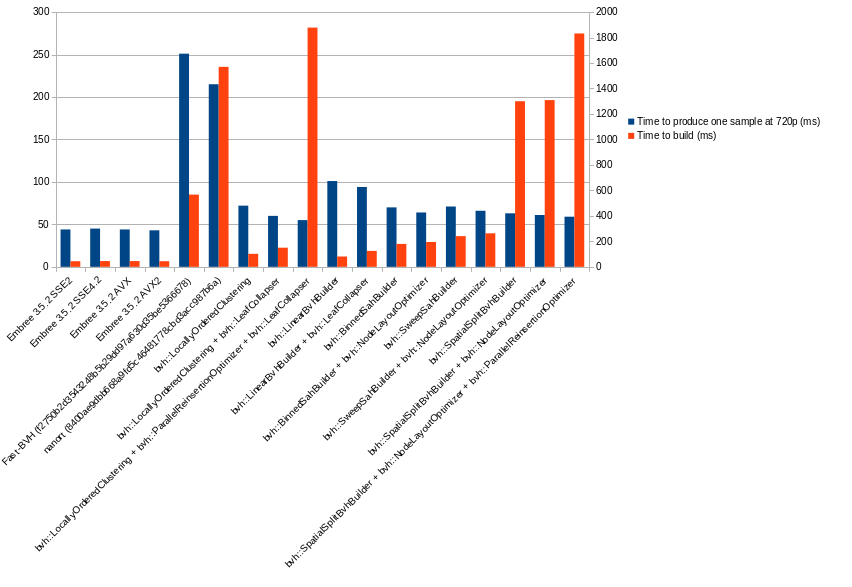 300
250
200
150
100
50
0
2000
1800
1600
1400
1200
1000
800
600
400
200
0
Time to produce one sample at 720p (ms)
Time to build (ms)
Embree 3.5.2 SSE2
Embree 3.5.2 SSE4.2
Embree 3.5.2 AVX
Embree 3.5.2 AVX2
Fast-BVH
nanort
bvh::LocallyOrderedClustering
bvh::LocallyOrderedClustering + bvh::LeafCollapser
bvh::LocallyOrderedClustering + bvh::ParallelReinsertionOptimizer + bvh::LeafCollapser
bvh::LinearBvhBuilder
bvh::LinearBvhBuilder + bvh::LeafCollapser
bvh::BinnedSahBuilder
bvh::BinnedSahBuilder + bvh::NodeLayoutOptimizer
bvh::SweepSahBuilder
bvh::SweepSahBuilder + bvh::NodeLayoutOptimizer
bvh::SpatialSplitBvhBuilder
bvh::SpatialSplitBvhBuilder + bvh::NodeLayoutOptimizer
bvh::SpatialSplitBvhBuilder + bvh::NodeLayoutOptimizer + bvh::ParallelReinsertionOptimizer